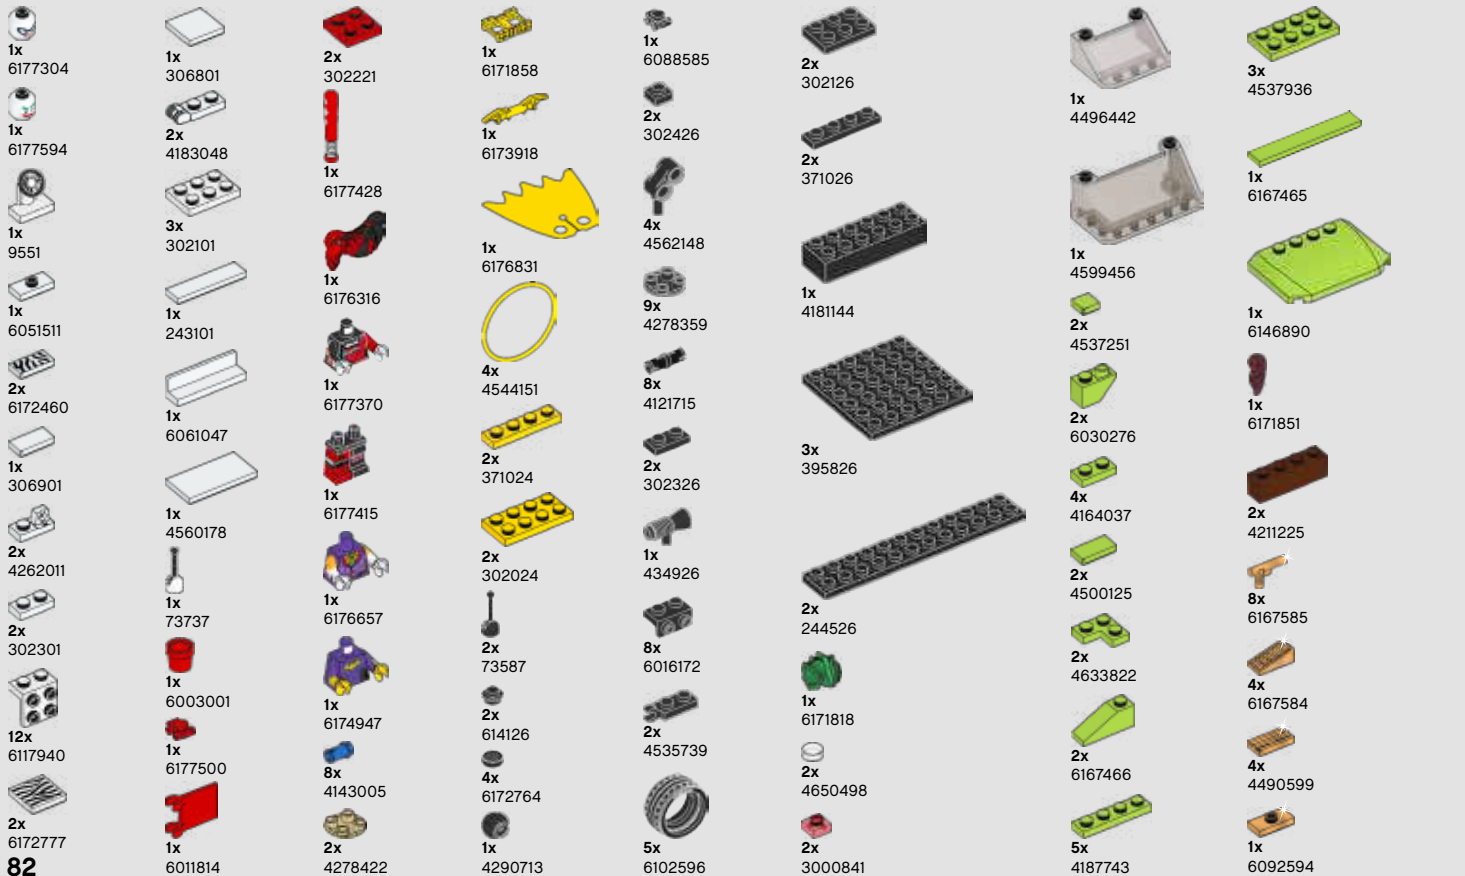 1x
6177304
1x
6177594
1x
9551
1x
6051511
2x
6172460
1x
306901
2x
4262011
2x
302301
12x
6117940
2x
6172777
82
1x
306801
2x
4183048
3x
302101
1x
243101
1x
6061047
1x
4560178
1x
73737
1x
6003001
1x
6177500
1x
6011814
2x
302221
1x
6177428
1x
6176316
1x
6177370
1x
6177415
1x
6176657
1x
6174947
8x
4143005
2x
4278422
1x
6171858
1x
6173918
1x
6176831
4x
4544151
2x
371024
2x
302024
2x
73587
2x
614126
4x
6172764
1x
4290713
1x
6088585
2x
302426
4x
4562148
9x
4278359
8x
4121715
2x
302326
1x
434926
8x
6016172
2x
4535739
5x
6102596
2x
302126
2x
371026
1x
4181144
3x
395826
2x
244526
1x
6171818
2x
4650498
2x
3000841
1x
4496442
1x
4599456
2x
4537251
2x
6030276
4x
4164037
2x
4500125
2x
4633822
2x
6167466
5x
4187743
3x
4537936
1x
6167465
1x
6146890
1x
6171851
2x
4211225
8x
6167585
4x
6167584
4x
4490599
1x
6092594